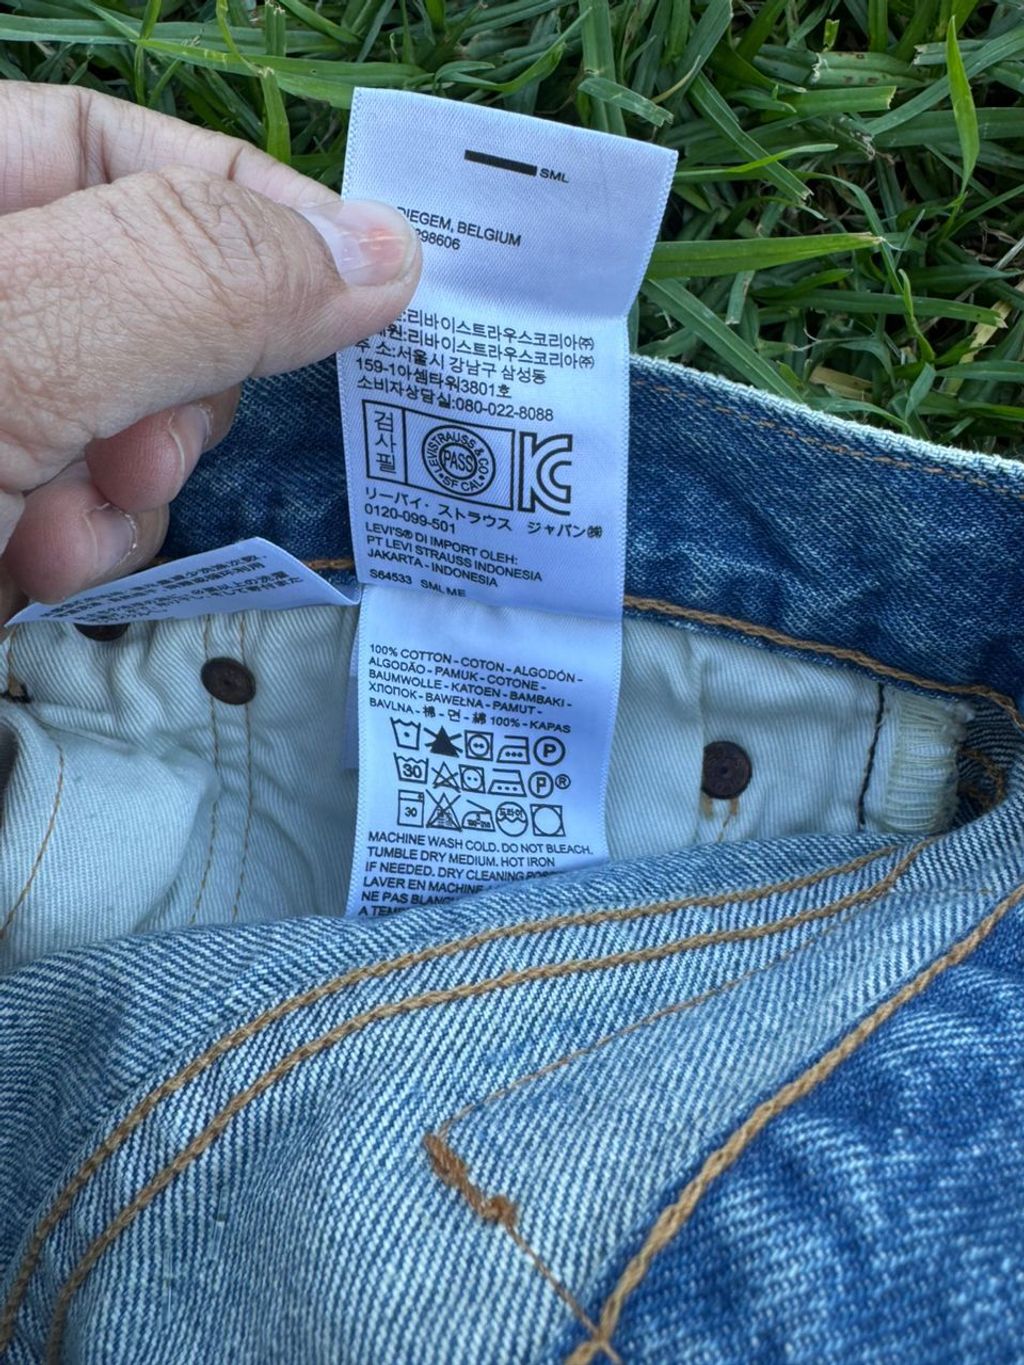 SML
DIEGEM, BELGIUM
98606
:리바이스트라우스코리아㈜
원:리바이스트라우스코리아㈜
주 소:서울시 강남구 삼성동
159-1아셈타워3801호
소비자상담실:080-022-8088
검사필
LEVI STRAUSS & CO
PASS
SF CAL
リーバイ・ストラウス ジャパン㈱
0120-099-501
LEVI'S® DI IMPORT OLEH:
PT LEVI STRAUSS INDONESIA
JAKARTA - INDONESIA
S64533 SML ME
100% COTTON - COTON - ALGODÓN -
ALGODÃO - PAMUK - COTONE -
BAUMWOLLE - KATOEN - BAMBAKI -
ХЛОПОК - BAWEŁNA - PAMUT -
BAVLNA - 棉 - 면 - 綿 100% - KAPAS
P
30 P ®
30 드라이
MACHINE WASH COLD. DO NOT BLEACH.
TUMBLE DRY MEDIUM. HOT IRON
IF NEEDED. DRY CLEANING
LAVER EN MACHINE
NE PAS